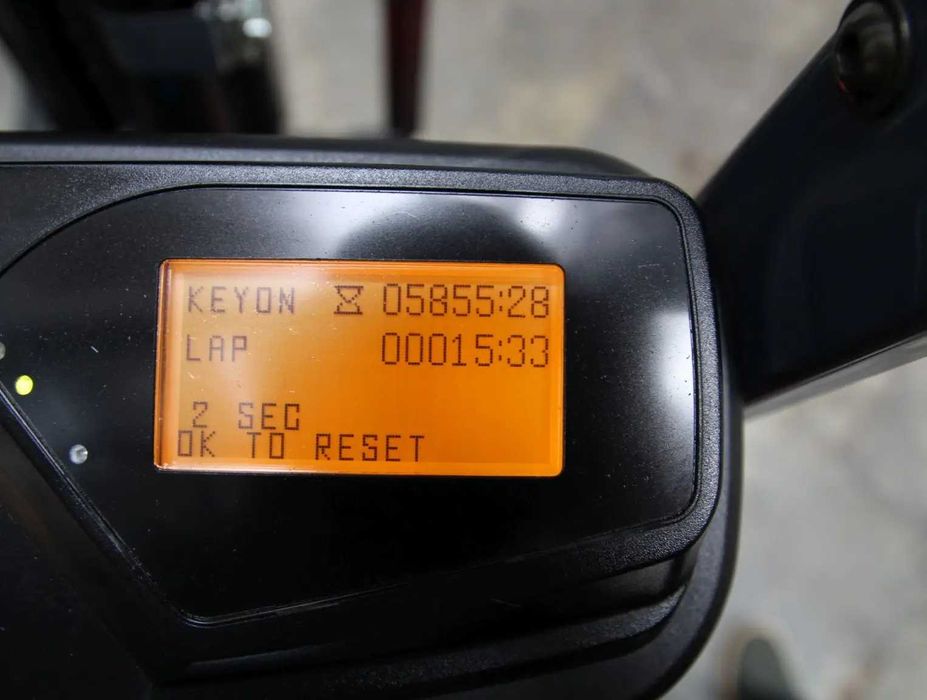 KEYON 05855:28
LAP 00015:33
2 SEC
OK TO RESET